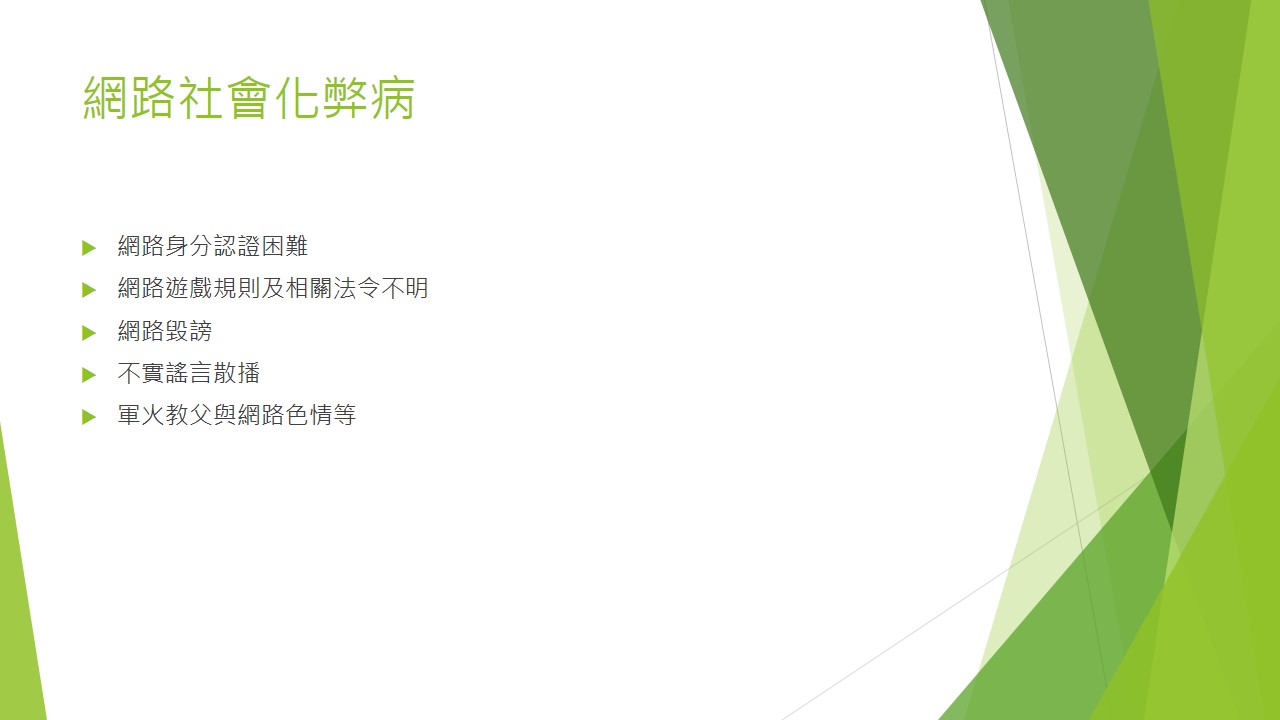 網路社會化弊病
網路身分認證困難
網路遊戲規則及相關法令不明
網路毀謗
不實謠言散播
軍火教父與網路色情等